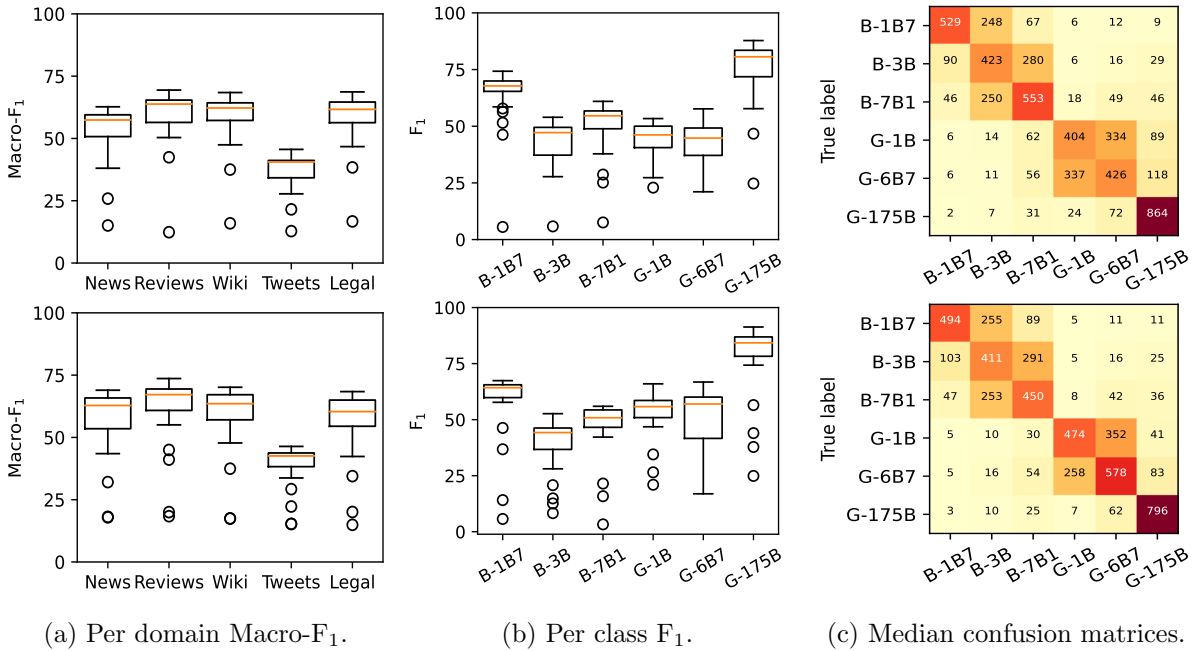 100
75
50
25
0
Macro-F1
News Reviews Wiki Tweets Legal
100
75
50
25
0
F1
B-1B7 B-3B B-7B1 G-1B G-6B7 G-175B
True label
B-1B7 529 248 67 6 12 9
B-3B 90 423 280 6 16 29
B-7B1 46 250 553 18 49 46
G-1B 6 14 62 404 334 89
G-6B7 6 11 56 337 426 118
G-175B 2 7 31 24 72 864
B-1B7 B-3B B-7B1 G-1B G-6B7 G-175B
100
75
50
25
0
Macro-F1
News Reviews Wiki Tweets Legal
100
75
50
25
0
F1
B-1B7 B-3B B-7B1 G-1B G-6B7 G-175B
True label
B-1B7 494 255 89 5 11 11
B-3B 103 411 291 5 16 25
B-7B1 47 253 450 8 42 36
G-1B 5 10 30 474 352 41
G-6B7 5 16 54 258 578 83
G-175B 3 10 25 7 62 796
B-1B7 B-3B B-7B1 G-1B G-6B7 G-175B
(a) Per domain Macro-F1.
(b) Per class F1.
(c) Median confusion matrices.